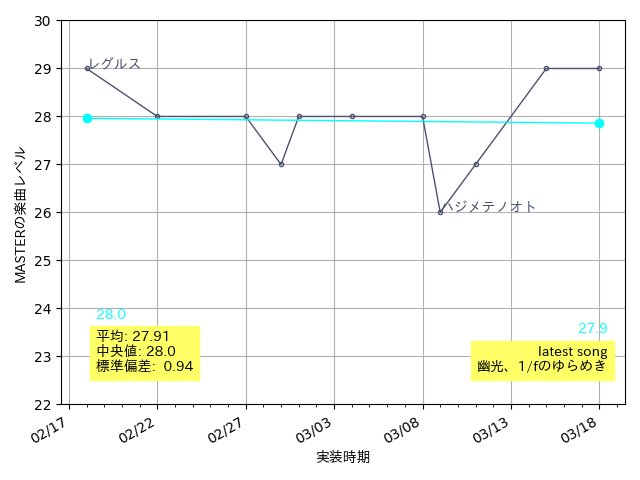 30
29
28
27
26
25
24
23
22
MASTERの楽曲レベル
レグルス
ハジメテノオト
28.0
平均: 27.91
中央値: 28.0
標準偏差: 0.94
27.9
latest song
幽光、1/fのゆらめき
02/17
02/22
02/27
03/03
03/08
03/13
03/18
実装時期